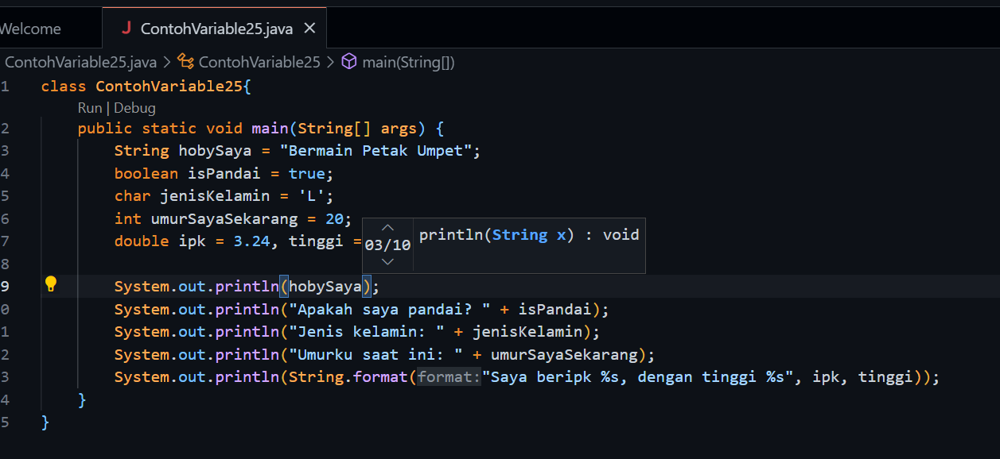 Welcome
ContohVariable25.java
ContohVariable25.java > ContohVariable25 > main(String[])
1 class ContohVariable25{
Run | Debug
2 public static void main(String[] args) {
3 String hobySaya = "Bermain Petak Umpet";
4 boolean isPandai = true;
5 char jenisKelamin = 'L';
6 int umurSayaSekarang = 20;
7 double ipk = 3.24, tinggi =
03/10 println(String x) : void
8
9 System.out.println(hobySaya);
0 System.out.println("Apakah saya pandai? " + isPandai);
1 System.out.println("Jenis kelamin: " + jenisKelamin);
2 System.out.println("Umurku saat ini: " + umurSayaSekarang);
3 System.out.println(String.format(format:"Saya beripk %s, dengan tinggi %s", ipk, tinggi));
4 }
5 }